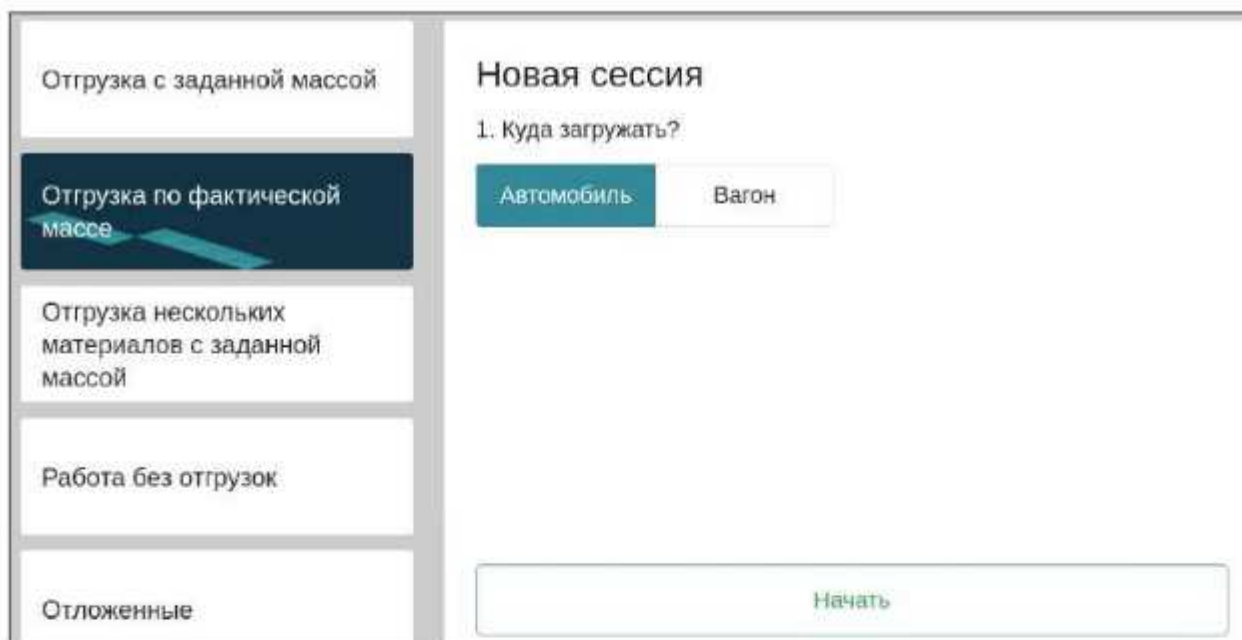 Отгрузка с заданной массой
Отгрузка по фактической
массе
Отгрузка нескольких
материалов с заданной
массой
Работа без отгрузок
Отложенные
Новая сессия
1. Куда загружать?
Автомобиль
Вагон
Начать